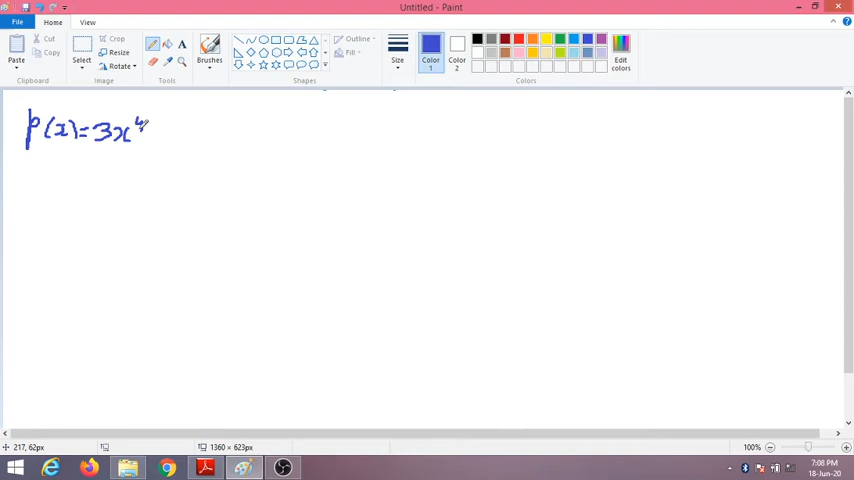 Untitled - Paint
File
Home
View
Paste
Cut
Copy
Clipboard
Select
Crop
Resize
Rotate
Image
A
Tools
Brushes
Shapes
Outline
Fill
Size
Color 1
Color 2
Edit colors
Colors
p(x)=3x⁴
217, 62px
1360 × 623px
100%
7:08 PM
18-Jun-20